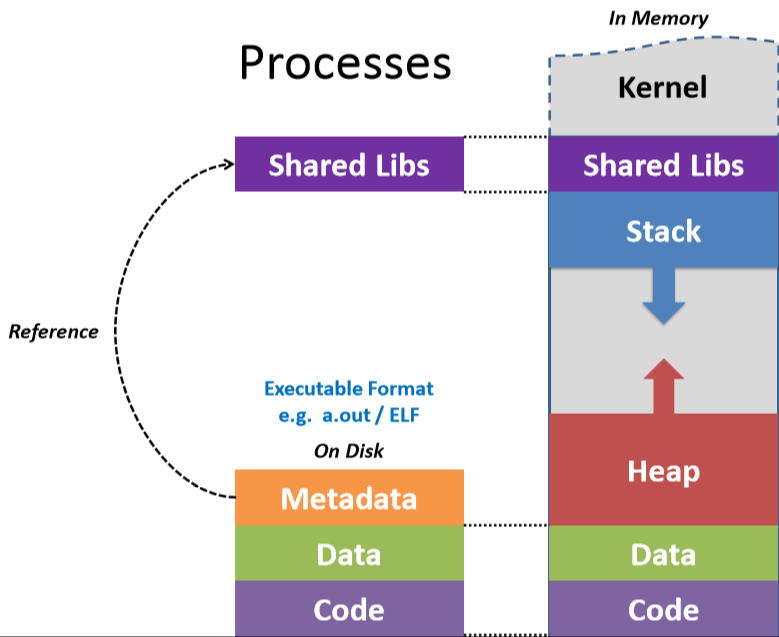 In Memory
Processes
Kernel
Shared Libs
Shared Libs
Stack
Reference
Executable Format
e.g. a.out / ELF
On Disk
Metadata
Heap
Data
Data
Code
Code